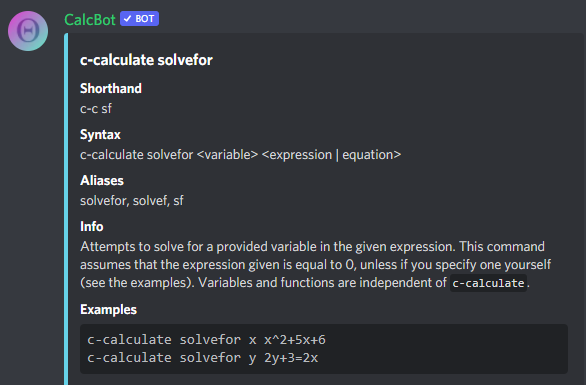 CalcBot ✓ BOT
c-calculate solvefor
Shorthand
c-c sf
Syntax
c-calculate solvefor <variable> <expression | equation>
Aliases
solvefor, solvef, sf
Info
Attempts to solve for a provided variable in the given expression. This command
assumes that the expression given is equal to 0, unless if you specify one yourself
(see the examples). Variables and functions are independent of c-calculate.
Examples
c-calculate solvefor x x^2+5x+6
c-calculate solvefor y 2y+3=2x